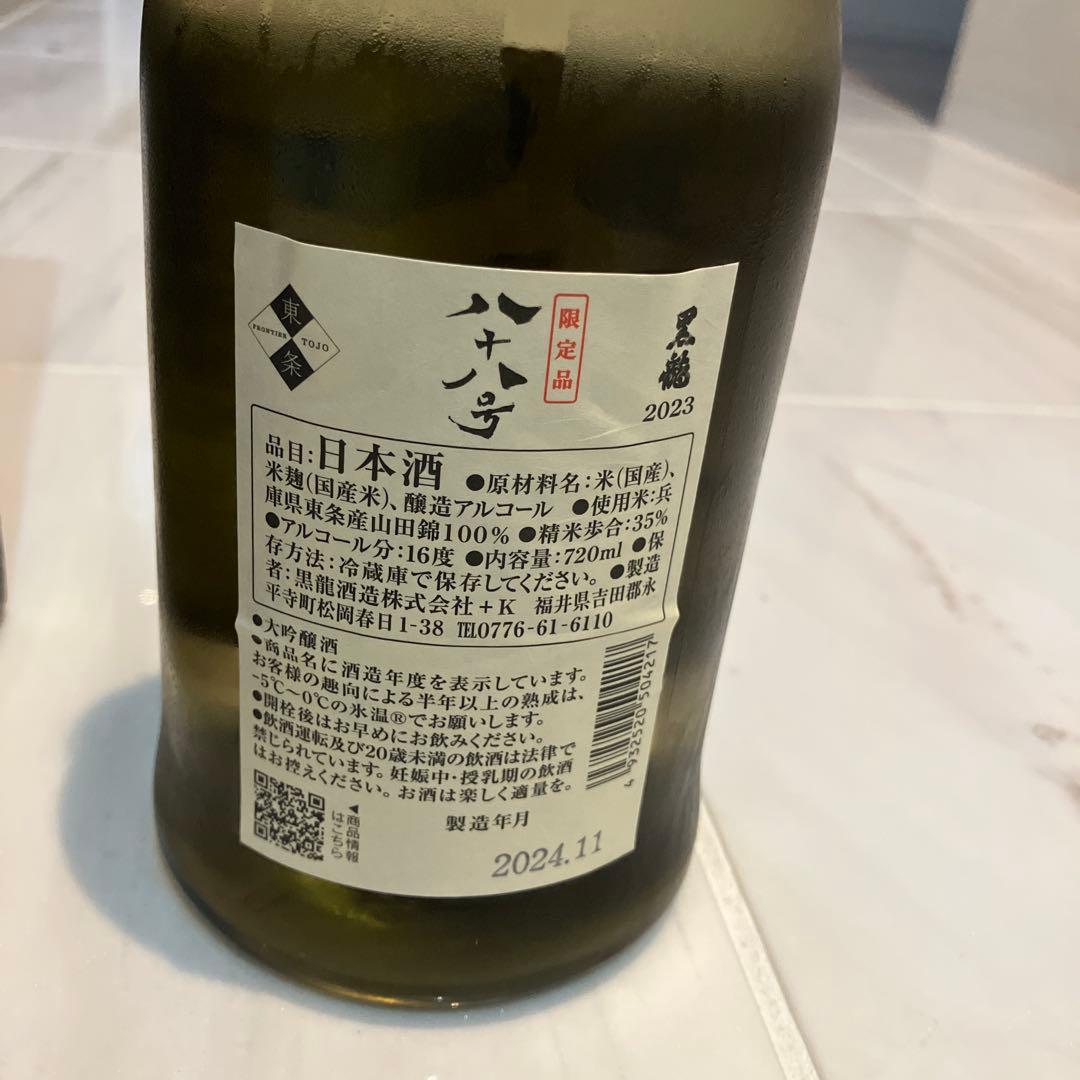 東
FRONTIER TOJO
条
八十八号
限定品
黒龍
2023
品目:日本酒 ●原材料名:米(国産)、
米麹(国産米)、醸造アルコール ●使用米:兵
庫県東条産山田錦100% ●精米歩合:35%
●アルコール分:16度 ●内容量:720ml ●保
存方法:冷蔵庫で保存してください。 ●製造
者:黒龍酒造株式会社+K 福井県吉田郡永
平寺町松岡春日1-38 ℡0776-61-6110
●大吟醸酒
●商品名に酒造年度を表示しています。
お客様の趣向による半年以上の熟成は、
-5℃~0℃の氷温®でお願いします。
●開栓後はお早めにお飲みください。
●飲酒運転及び20歳未満の飲酒は法律で
禁じられています。妊娠中・授乳期の飲酒
はお控えください。お酒は楽しく適量を。
4932520504217
◀商品情報
はこちら
製造年月
2024.11